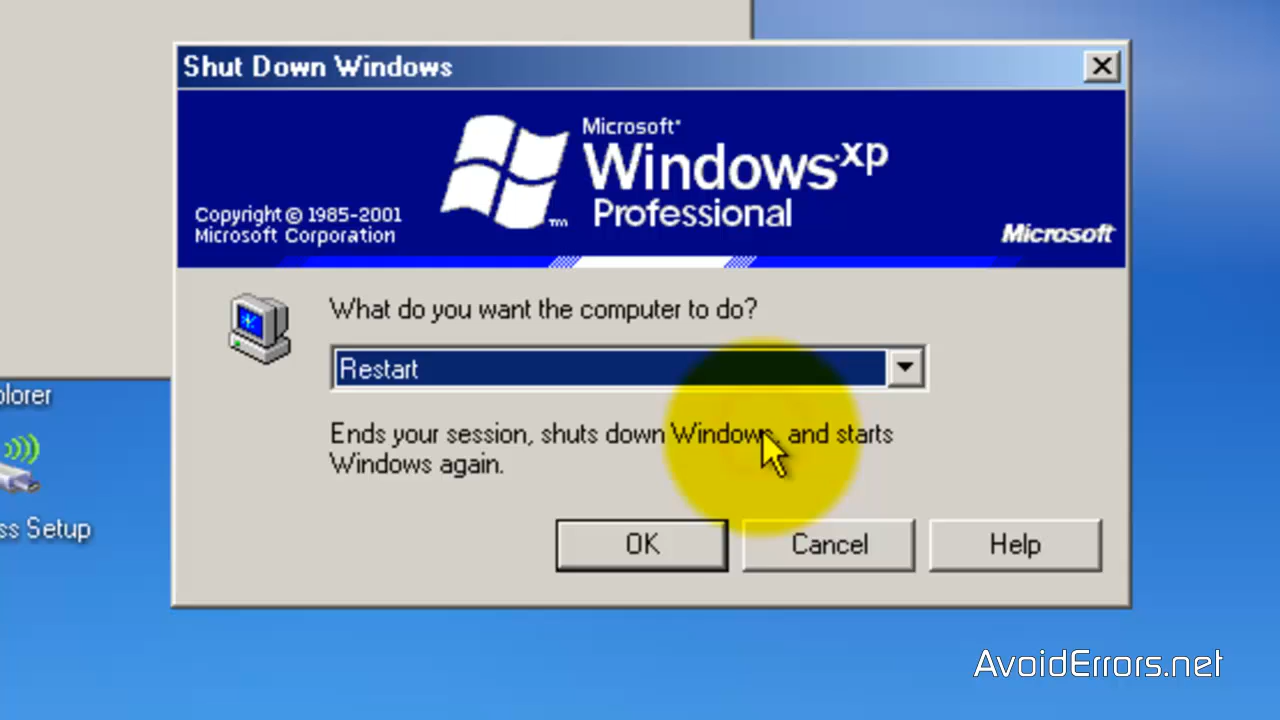 Shut Down Windows
Microsoft®
Windows xp
Professional
Copyright © 1985-2001
Microsoft Corporation
Microsoft
What do you want the computer to do?
Restart
Ends your session, shuts down Windows, and starts
Windows again.
plorer
ss Setup
OK Cancel Help
AvoidErrors.net